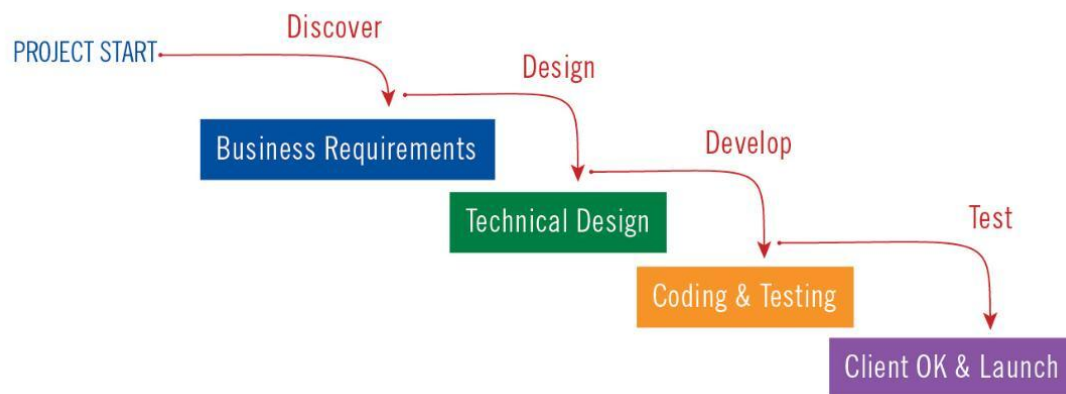 PROJECT START
Discover
Business Requirements
Design
Technical Design
Develop
Coding & Testing
Test
Client OK & Launch